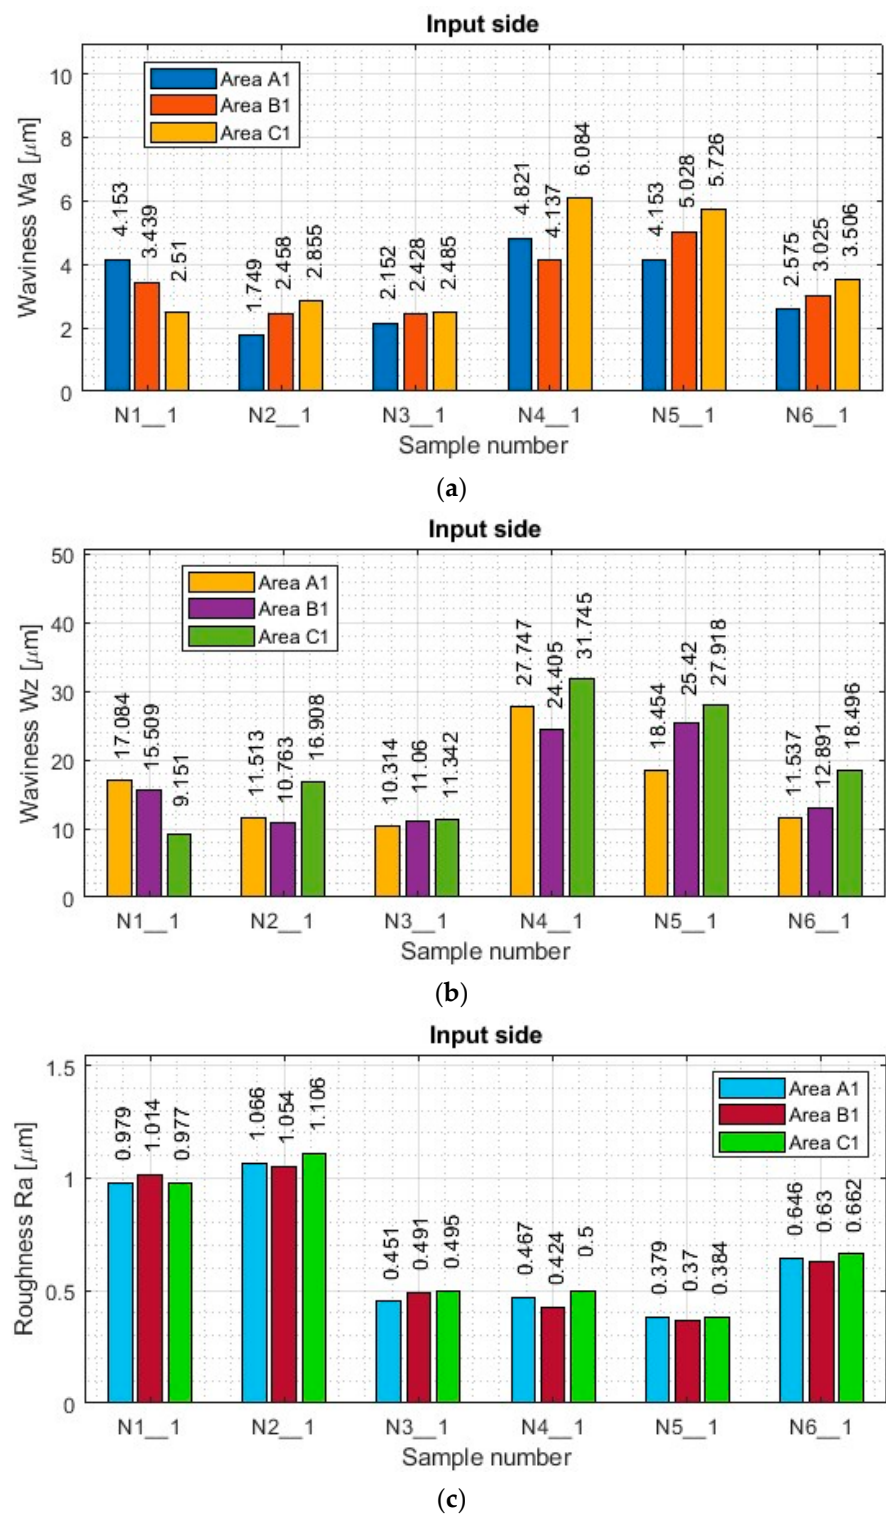 Input side
Waviness Wa [μm]
10
8
6
4
2
0
Area A1
Area B1
Area C1
4.153
3.439
2.51
1.749
2.458
2.855
2.152
2.428
2.485
4.821
4.137
6.084
4.153
5.028
5.726
2.575
3.025
3.506
N1__1 N2__1 N3__1 N4__1 N5__1 N6__1
Sample number
(a)
Input side
Waviness Wz [μm]
50
40
30
20
10
0
Area A1
Area B1
Area C1
17.084
15.509
9.151
11.513
10.763
16.908
10.314
11.06
11.342
27.747
24.405
31.745
18.454
25.42
27.918
11.537
12.891
18.496
N1__1 N2__1 N3__1 N4__1 N5__1 N6__1
Sample number
(b)
Input side
Roughness Ra [μm]
1.5
1
0.5
0
Area A1
Area B1
Area C1
0.979
1.014
0.977
1.066
1.054
1.106
0.451
0.491
0.495
0.467
0.424
0.5
0.379
0.37
0.384
0.646
0.63
0.662
N1__1 N2__1 N3__1 N4__1 N5__1 N6__1
Sample number
(c)